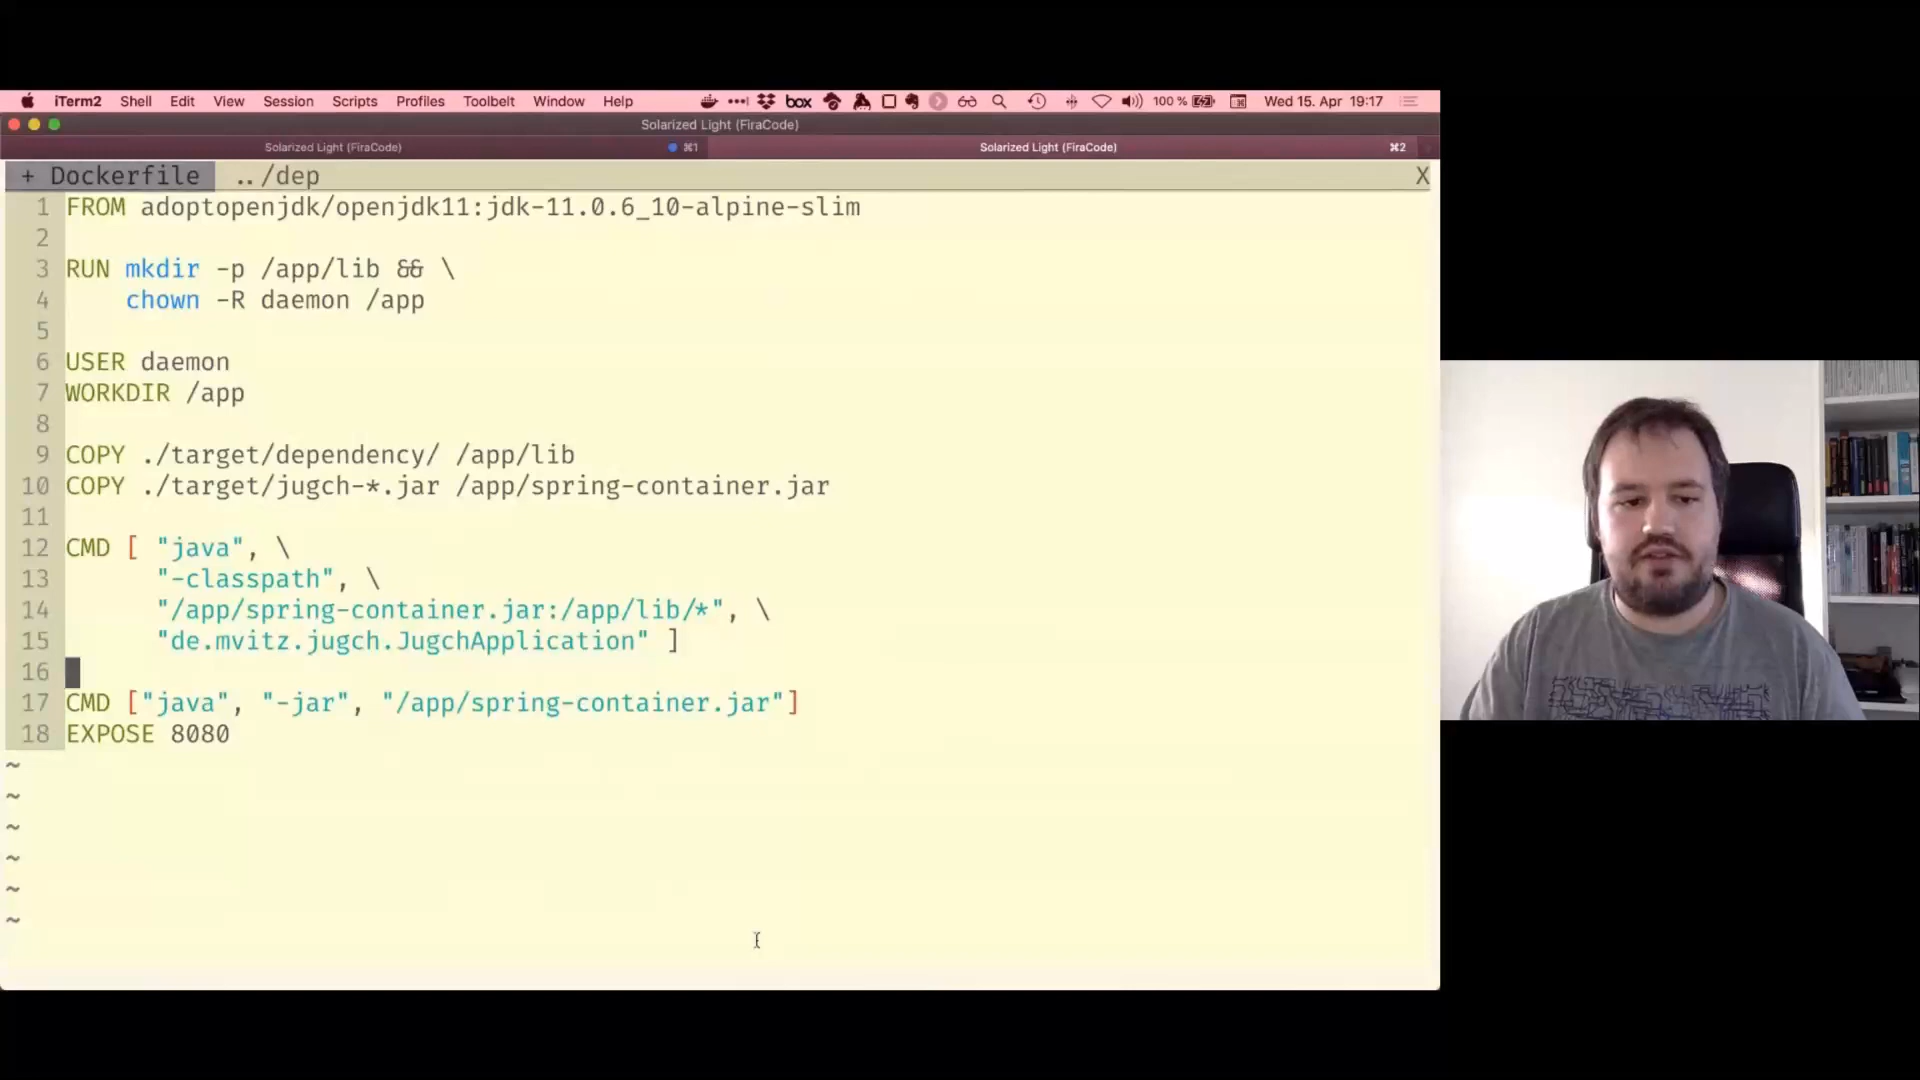 iTerm2 Shell Edit View Session Scripts Profiles Toolbelt Window Help box 100 % Wed 15. Apr 19:17
Solarized Light (FiraCode)
Solarized Light (FiraCode) ⌘1 Solarized Light (FiraCode) ⌘2
+ Dockerfile ../dep X
1 FROM adoptopenjdk/openjdk11:jdk-11.0.6_10-alpine-slim
2
3 RUN mkdir -p /app/lib && \
4     chown -R daemon /app
5
6 USER daemon
7 WORKDIR /app
8
9 COPY ./target/dependency/ /app/lib
10 COPY ./target/jugch-*.jar /app/spring-container.jar
11
12 CMD [ "java", \
13       "-classpath", \
14       "/app/spring-container.jar:/app/lib/*", \
15       "de.mvitz.jugch.JugchApplication" ]
16
17 CMD ["java", "-jar", "/app/spring-container.jar"]
18 EXPOSE 8080
~
~
~
~
~
~